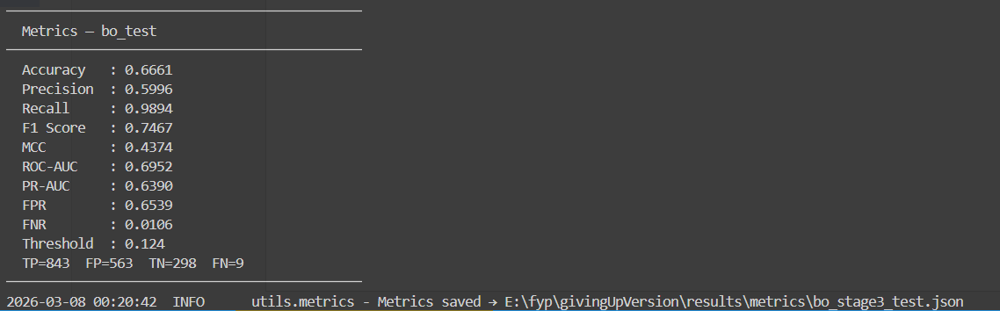 Metrics — bo_test
Accuracy : 0.6661
Precision : 0.5996
Recall : 0.9894
F1 Score : 0.7467
MCC : 0.4374
ROC-AUC : 0.6952
PR-AUC : 0.6390
FPR : 0.6539
FNR : 0.0106
Threshold : 0.124
TP=843 FP=563 TN=298 FN=9
2026-03-08 00:20:42 INFO utils.metrics - Metrics saved → E:\fyp\givingUpVersion\results\metrics\bo_stage3_test.json